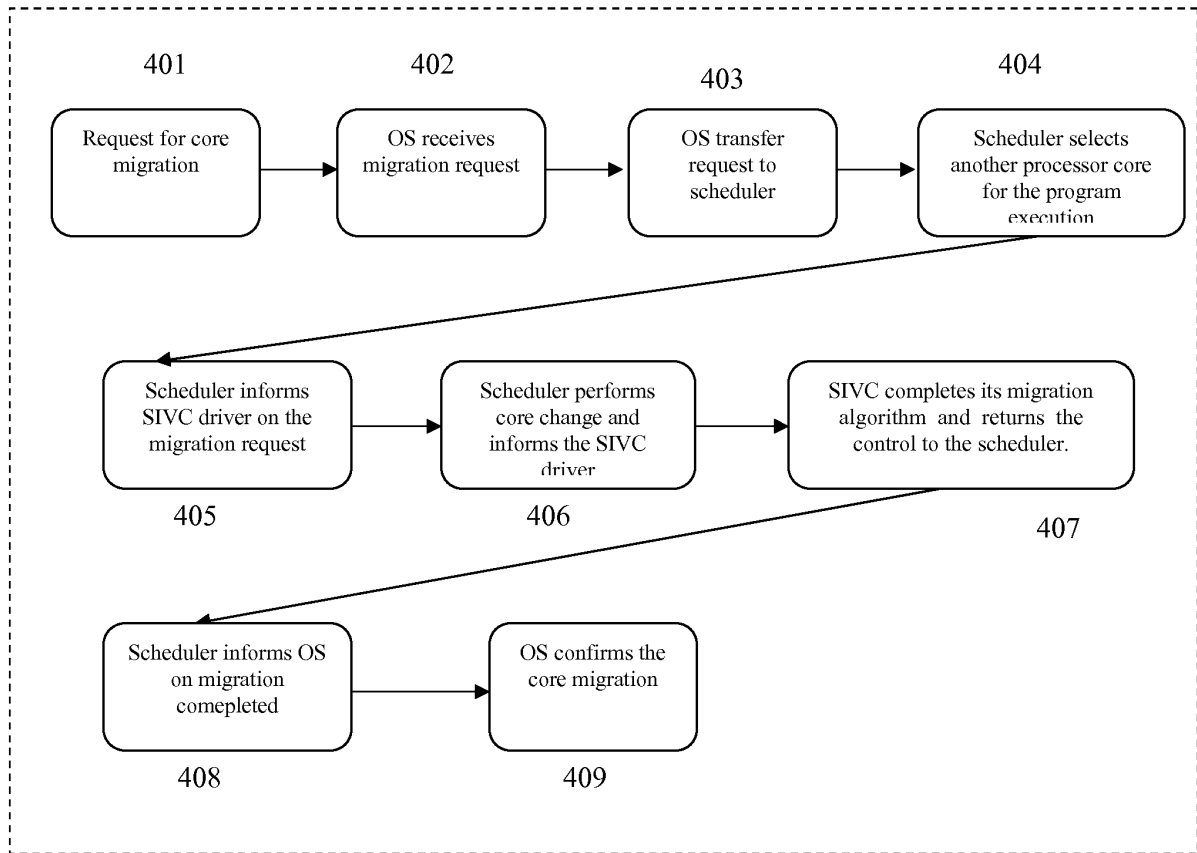 401
402
403
404
Request for core
migration
OS receives
migration request
OS transfer
request to
scheduler
Scheduler selects
another processor core
for the program
execution
Scheduler informs
SIVC driver on the
migration request
Scheduler performs
core change and
informs the SIVC
driver
SIVC completes its migration
algorithm and returns the
control to the scheduler.
405
406
407
Scheduler informs OS
on migration
comepleted
OS confirms the
core migration
408
409